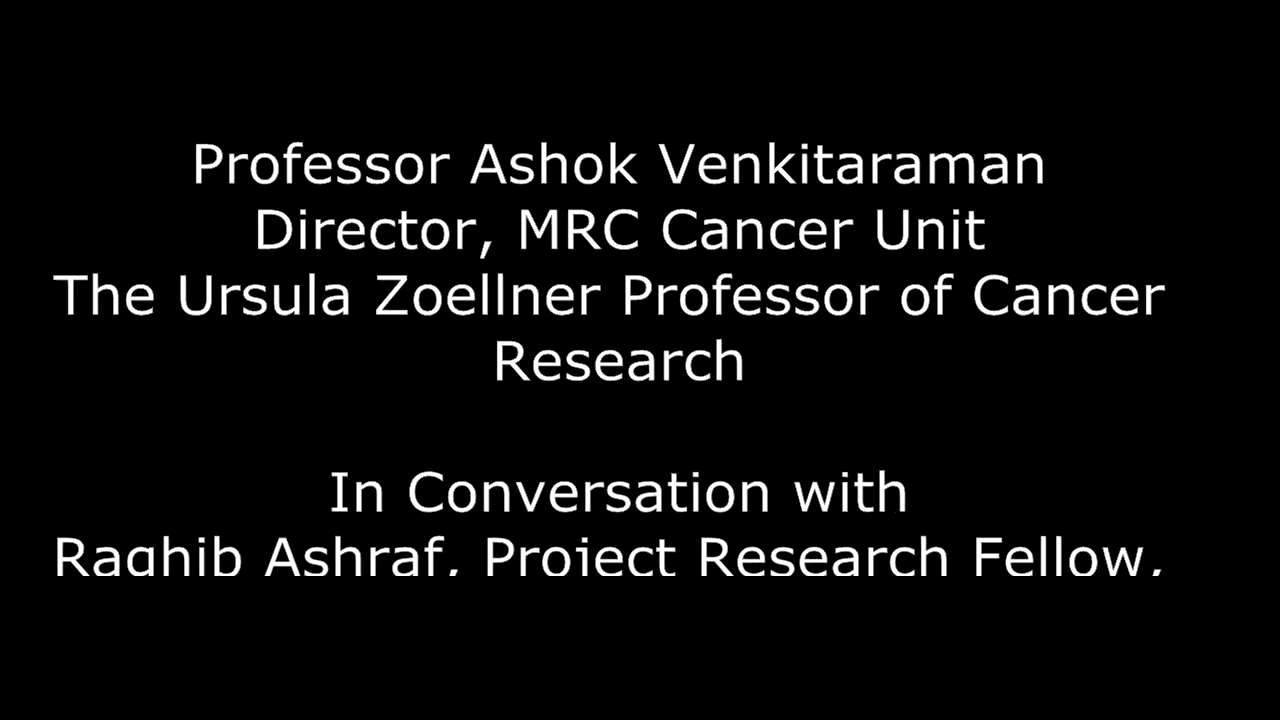 Professor Ashok Venkitaraman
Director, MRC Cancer Unit
The Ursula Zoellner Professor of Cancer
Research
In Conversation with
Raghib Ashraf, Project Research Fellow,